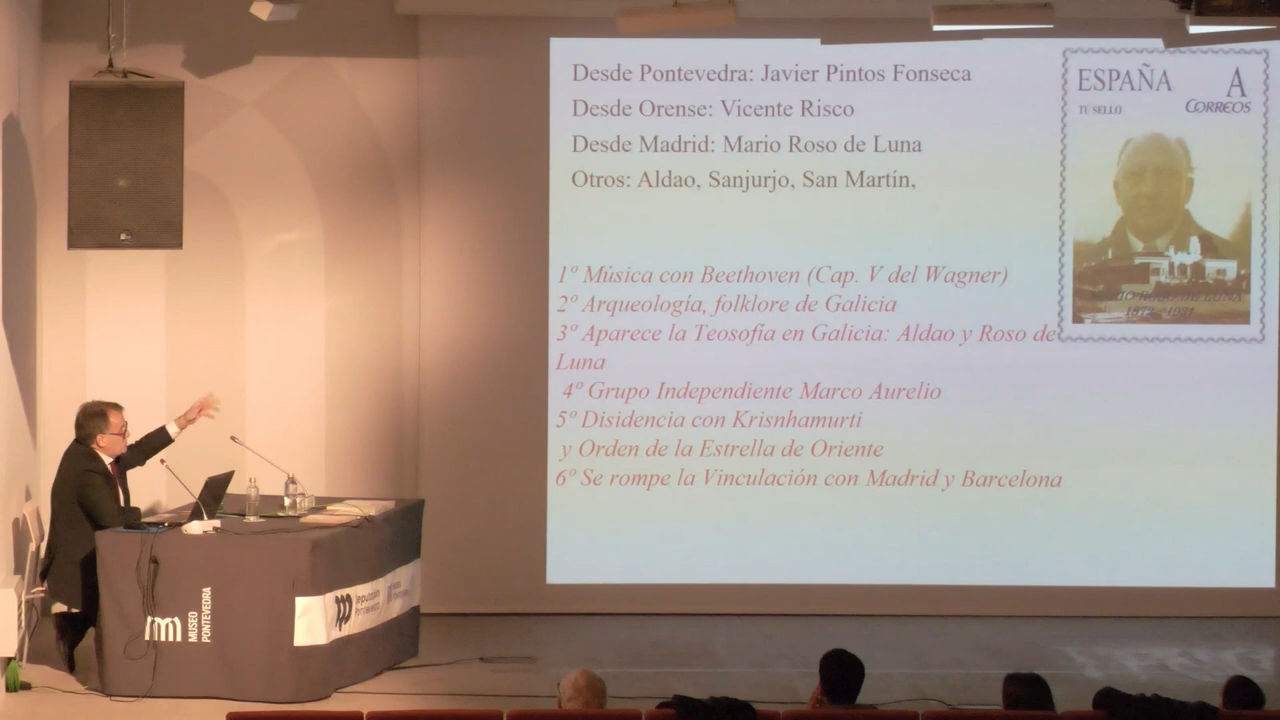 Desde Pontevedra: Javier Pintos Fonseca
Desde Orense: Vicente Risco
Desde Madrid: Mario Roso de Luna
Otros: Aldao, Sanjurjo, San Martín,
1º Música con Beethoven (Cap. V del Wagner)
2º Arqueología, folklore de Galicia
3º Aparece la Teosofía en Galicia: Aldao y Roso de
Luna
4º Grupo Independiente Marco Aurelio
5º Disidencia con Krisnhamurti
y Orden de la Estrella de Oriente
6º Se rompe la Vinculación con Madrid y Barcelona
ESPAÑA
A
TU SELLO
CORREOS
MUSEO
PONTEVEDRA